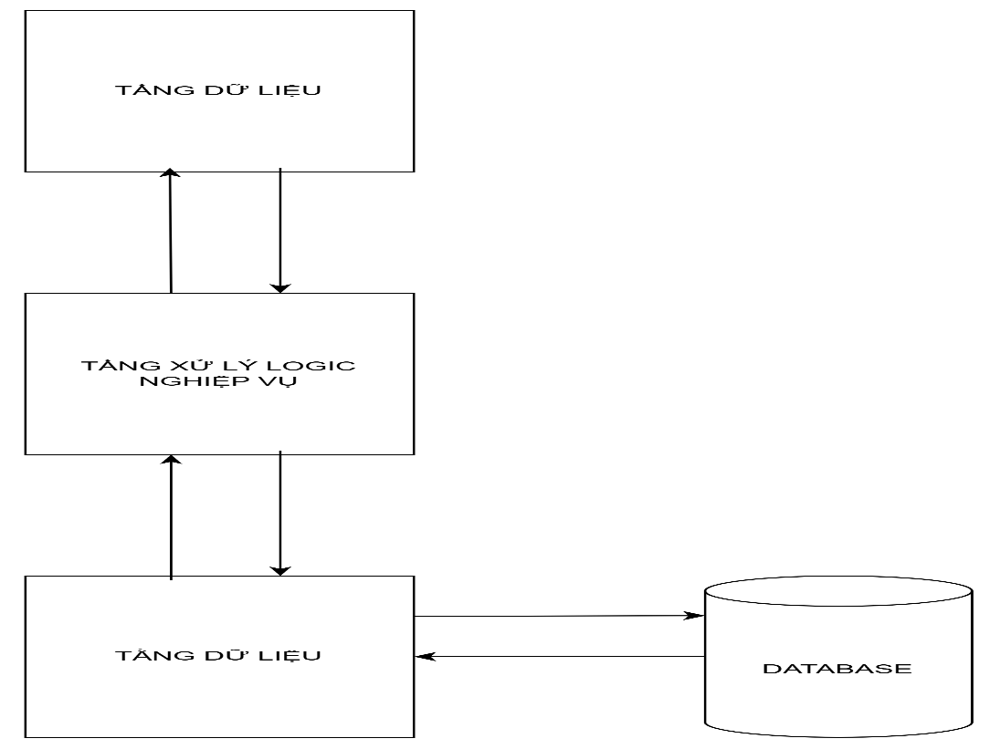 TẦNG DỮ LIỆU
TẦNG XỬ LÝ LOGIC
NGHIỆP VỤ
TẦNG DỮ LIỆU
DATABASE